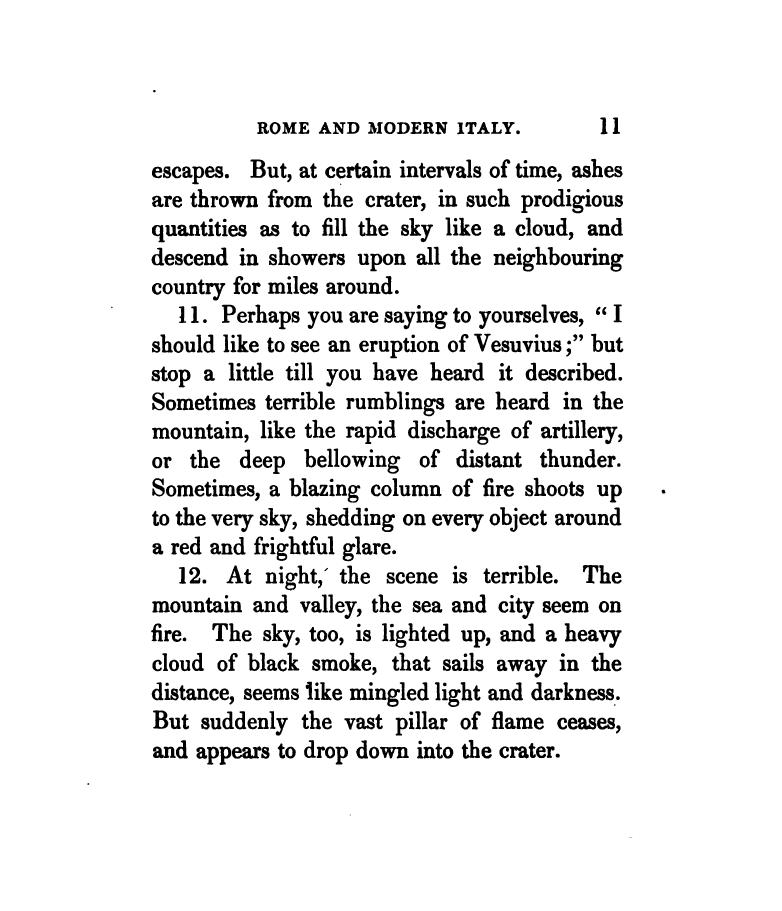 ROME AND MODERN ITALY. 11
escapes. But, at certain intervals of time, ashes
are thrown from the crater, in such prodigious
quantities as to fill the sky like a cloud, and
descend in showers upon all the neighbouring
country for miles around.
11. Perhaps you are saying to yourselves, “ I
should like to see an eruption of Vesuvius ;” but
stop a little till you have heard it described.
Sometimes terrible rumblings are heard in the
mountain, like the rapid discharge of artillery,
or the deep bellowing of distant thunder.
Sometimes, a blazing column of fire shoots up
to the very sky, shedding on every object around
a red and frightful glare.
12. At night, the scene is terrible. The
mountain and valley, the sea and city seem on
fire. The sky, too, is lighted up, and a heavy
cloud of black smoke, that sails away in the
distance, seems like mingled light and darkness.
But suddenly the vast pillar of flame ceases,
and appears to drop down into the crater.